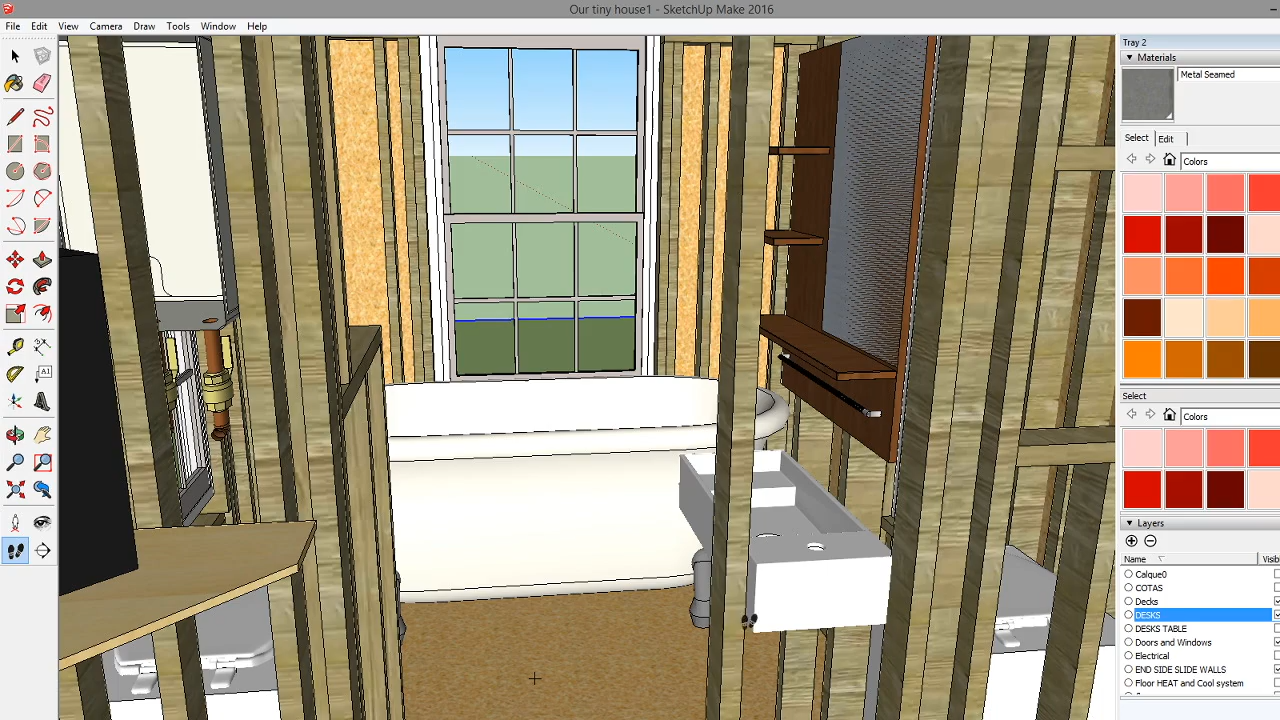 Our tiny house1 - SketchUp Make 2016
File Edit View Camera Draw Tools Window Help
Tray 2
Materials
Metal Seamed
Select Edit
Colors
Select
Colors
Layers
Name Visi
Calque0
COTAS
Decks
DESKS
DESKS TABLE
Doors and Windows
Electrical
END SIDE SLIDE WALLS
Floor HEAT and Cool system